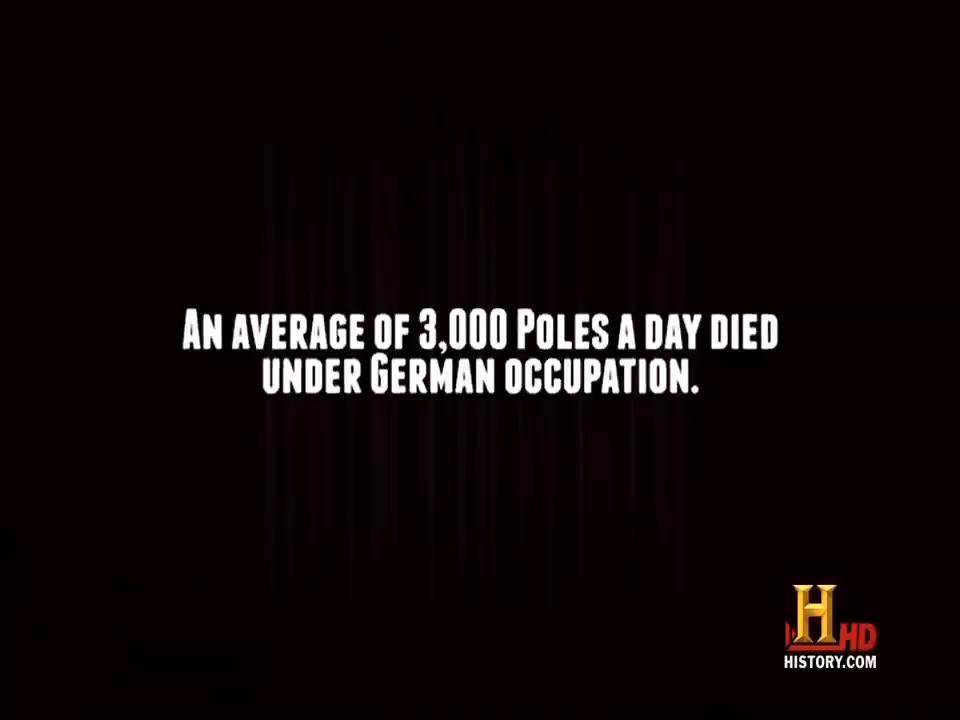 An average of 3,000 Poles a day died
under German occupation.
H
HD
HISTORY.COM